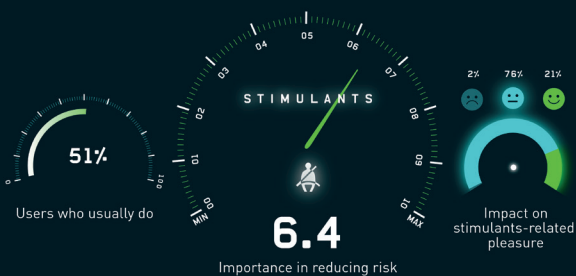 05
04
06
03
07
STIMULANTS
02
08
01
09
00
10
MIN
MAX
51%
0
100
Users who usually do
6.4
Importance in reducing risk
2% 76% 21%
Impact on
stimulants-related
pleasure